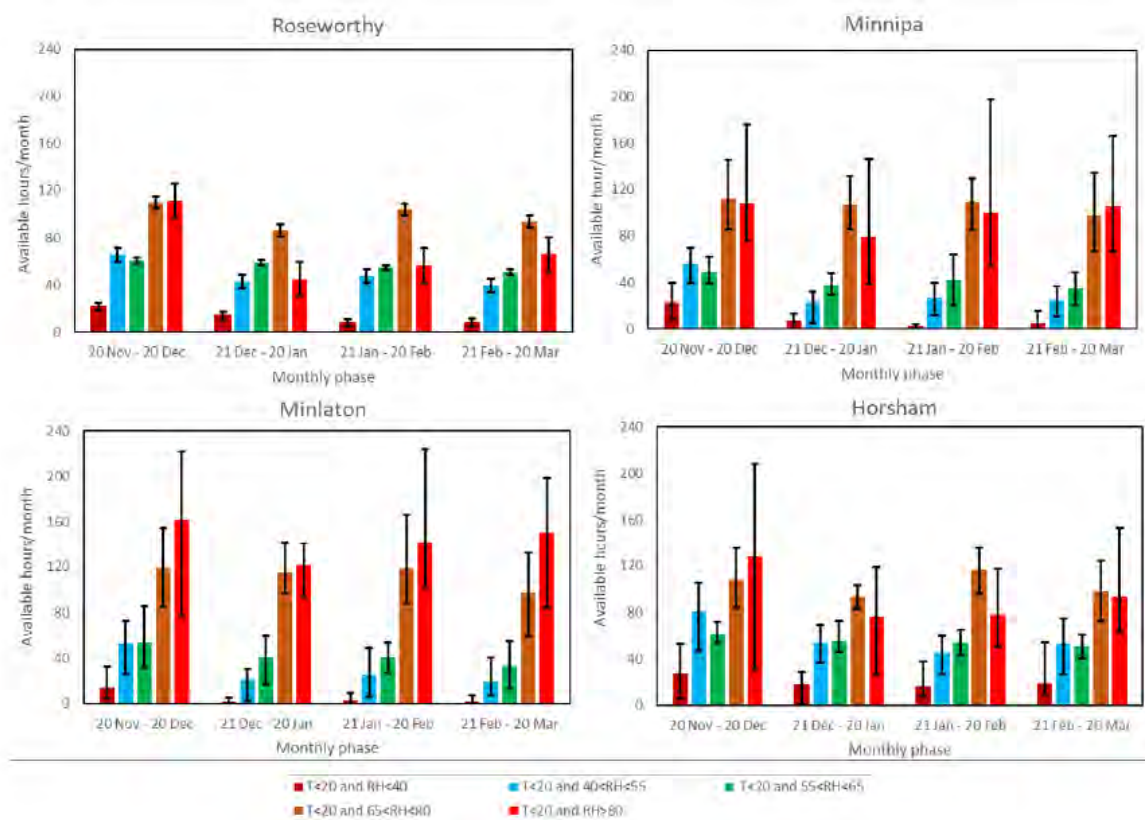 Roseworthy
Available hours/month
240
200
160
120
80
40
0
20 Nov - 20 Dec
21 Dec - 20 Jan
21 Jan - 20 Feb
21 Feb - 20 Mar
Monthly phase
Minnipa
Available hour/month
240
200
160
120
80
40
0
20 Nov - 20 Dec
21 Dec - 20 Jan
21 Jan - 20 Feb
21 Feb - 20 Mar
Monthly phase
Minlaton
Available hours/month
240
200
160
120
80
40
0
20 Nov - 20 Dec
21 Dec - 20 Jan
21 Jan - 20 Feb
21 Feb - 20 Mar
Monthly phase
Horsham
Available hours/month
240
200
160
120
80
40
0
20 Nov - 20 Dec
21 Dec - 20 Jan
21 Jan - 20 Feb
21 Feb - 20 Mar
Monthly phase
T<20 and RH<40 T<20 and 40<RH<55 T<20 and 55<RH<65
T<20 and 65<RH<80 T<20 and RH>80